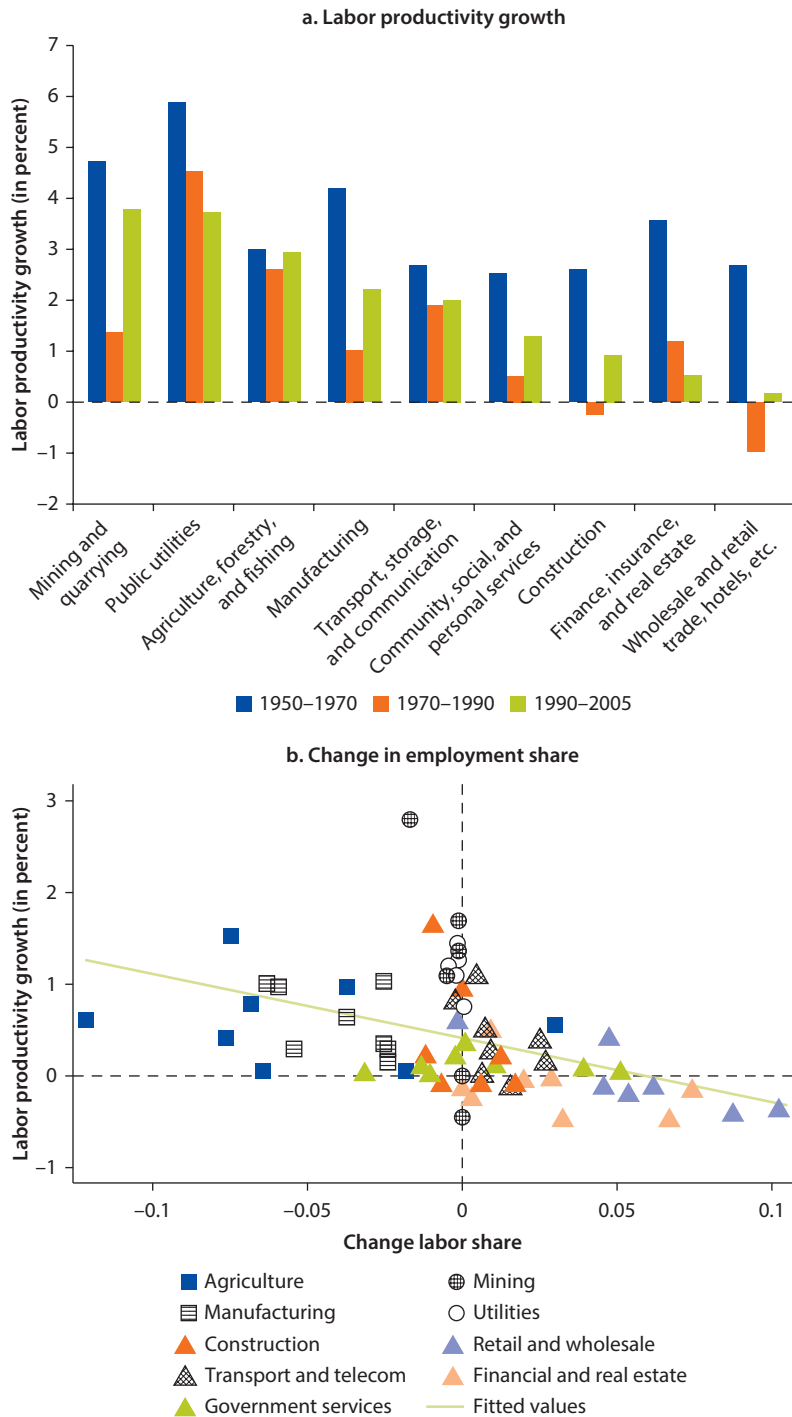 a. Labor productivity growth
Labor productivity growth (in percent)
7
6
5
4
3
2
1
0
–1
–2
Mining and
quarrying
Public utilities
Agriculture, forestry,
and fishing
Manufacturing
Transport, storage,
and communication
Community, social, and
personal services
Construction
Finance, insurance,
and real estate
Wholesale and retail
trade, hotels, etc.
1950–1970 1970–1990 1990–2005
b. Change in employment share
Labor productivity growth (in percent)
3
2
1
0
–1
–0.1 –0.05 0 0.05 0.1
Change labor share
Agriculture Mining
Manufacturing Utilities
Construction Retail and wholesale
Transport and telecom Financial and real estate
Government services Fitted values